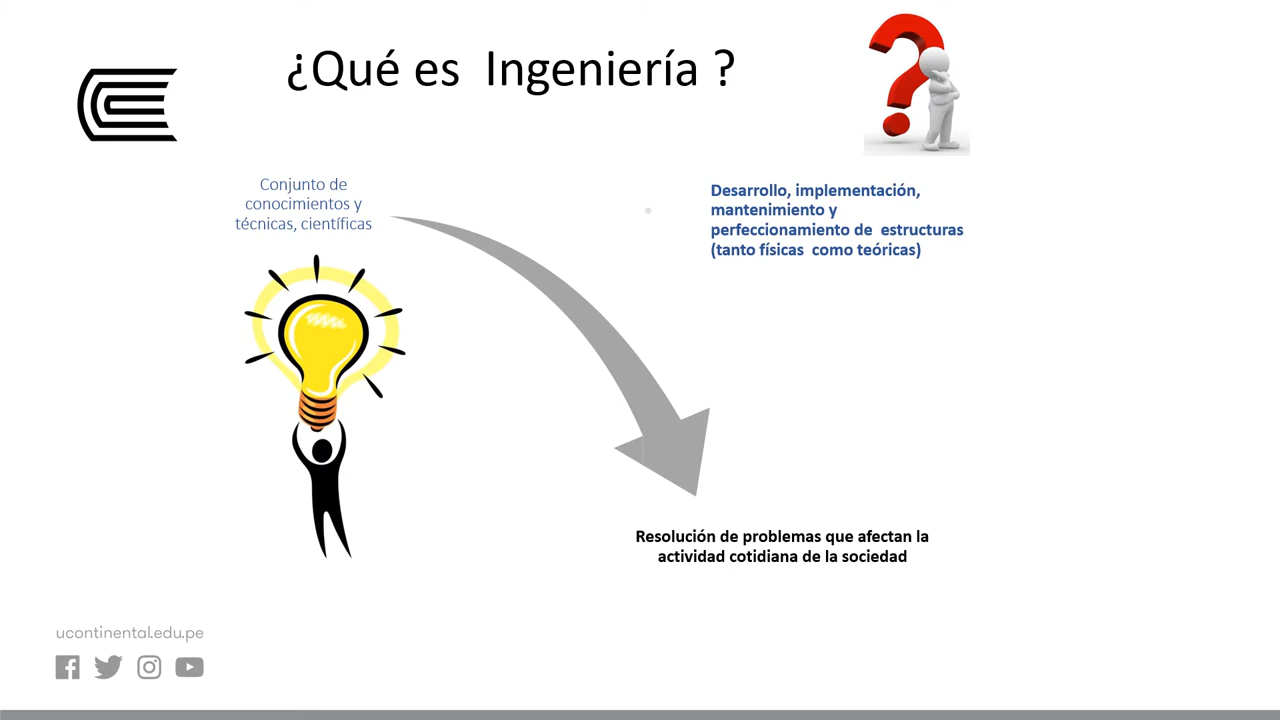 ¿Qué es  Ingeniería ?
Conjunto de
conocimientos y
técnicas, científicas
Desarrollo, implementación,
mantenimiento y
perfeccionamiento de  estructuras
(tanto físicas  como teóricas)
Resolución de problemas que afectan la
actividad cotidiana de la sociedad
ucontinental.edu.pe